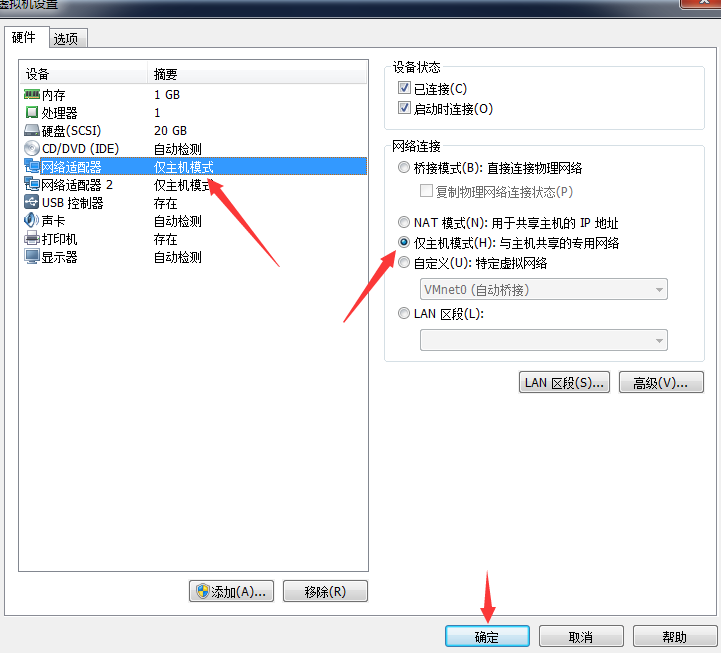 虚拟机设置
硬件 选项
设备 摘要
内存 1 GB
处理器 1
硬盘(SCSI) 20 GB
CD/DVD (IDE) 自动检测
网络适配器 仅主机模式
网络适配器 2 仅主机模式
USB 控制器 存在
声卡 自动检测
打印机 存在
显示器 自动检测
添加(A)... 移除(R)
设备状态
已连接(C)
启动时连接(O)
网络连接
桥接模式(B): 直接连接物理网络
复制物理网络连接状态(P)
NAT 模式(N): 用于共享主机的 IP 地址
仅主机模式(H): 与主机共享的专用网络
自定义(U): 特定虚拟网络
VMnet0 (自动桥接)
LAN 区段(L):
LAN 区段(S)... 高级(V)...
确定 取消 帮助